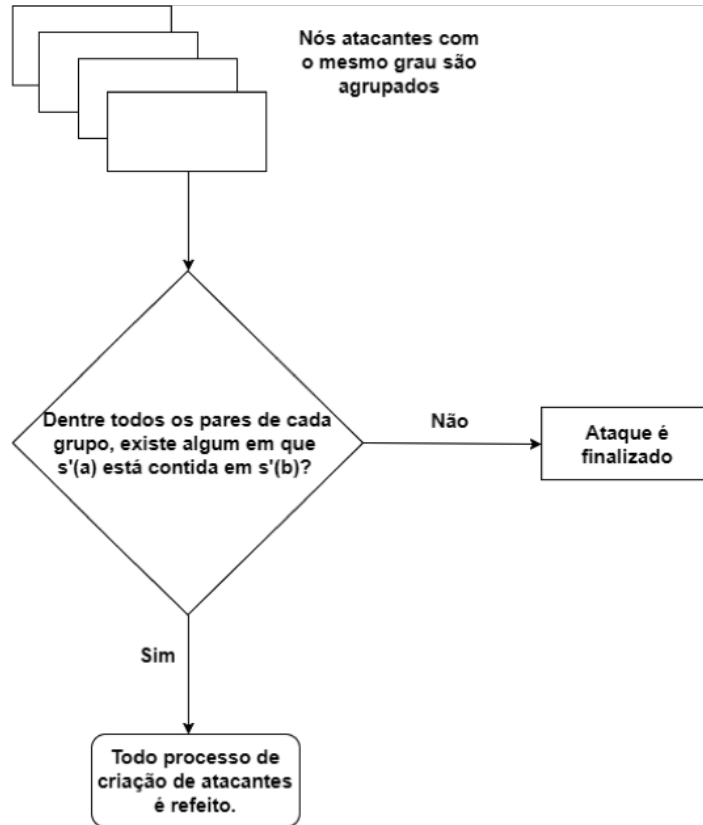 Nós atacantes com
o mesmo grau são
agrupados
Dentre todos os pares de cada
grupo, existe algum em que
s'(a) está contida em s'(b)?
Não
Ataque é
finalizado
Sim
Todo processo de
criação de atacantes
é refeito.